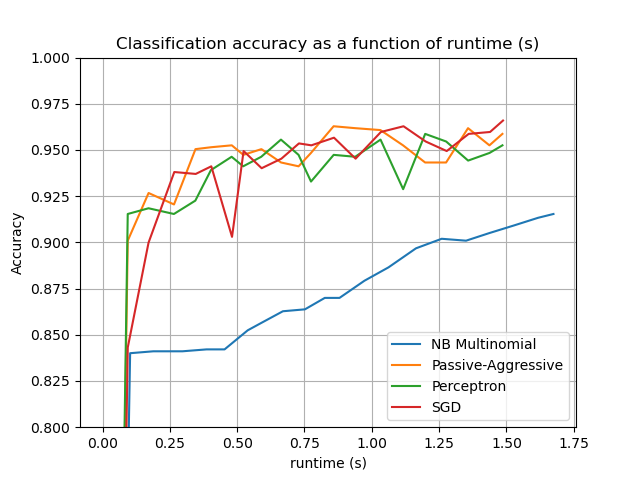 Classification accuracy as a function of runtime (s)
1.000
0.975
0.950
0.925
0.900
0.875
0.850
0.825
0.800
Accuracy
NB Multinomial
Passive-Aggressive
Perceptron
SGD
0.00 0.25 0.50 0.75 1.00 1.25 1.50 1.75
runtime (s)